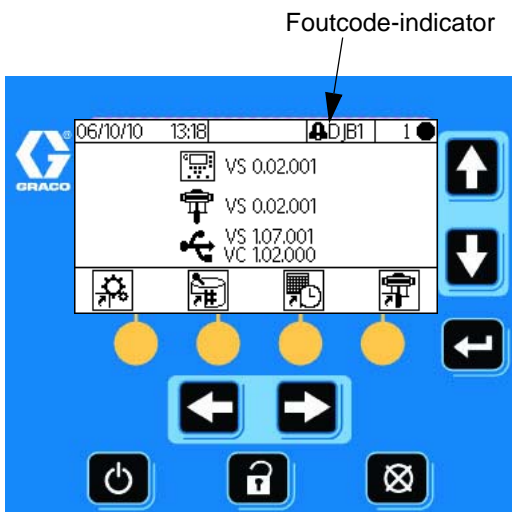 Foutcode-indicator
06/10/10 13:18 DJB1 1
VS 0.02.001
VS 0.02.001
VS 1.07.001
VC 1.02.000
GRACO